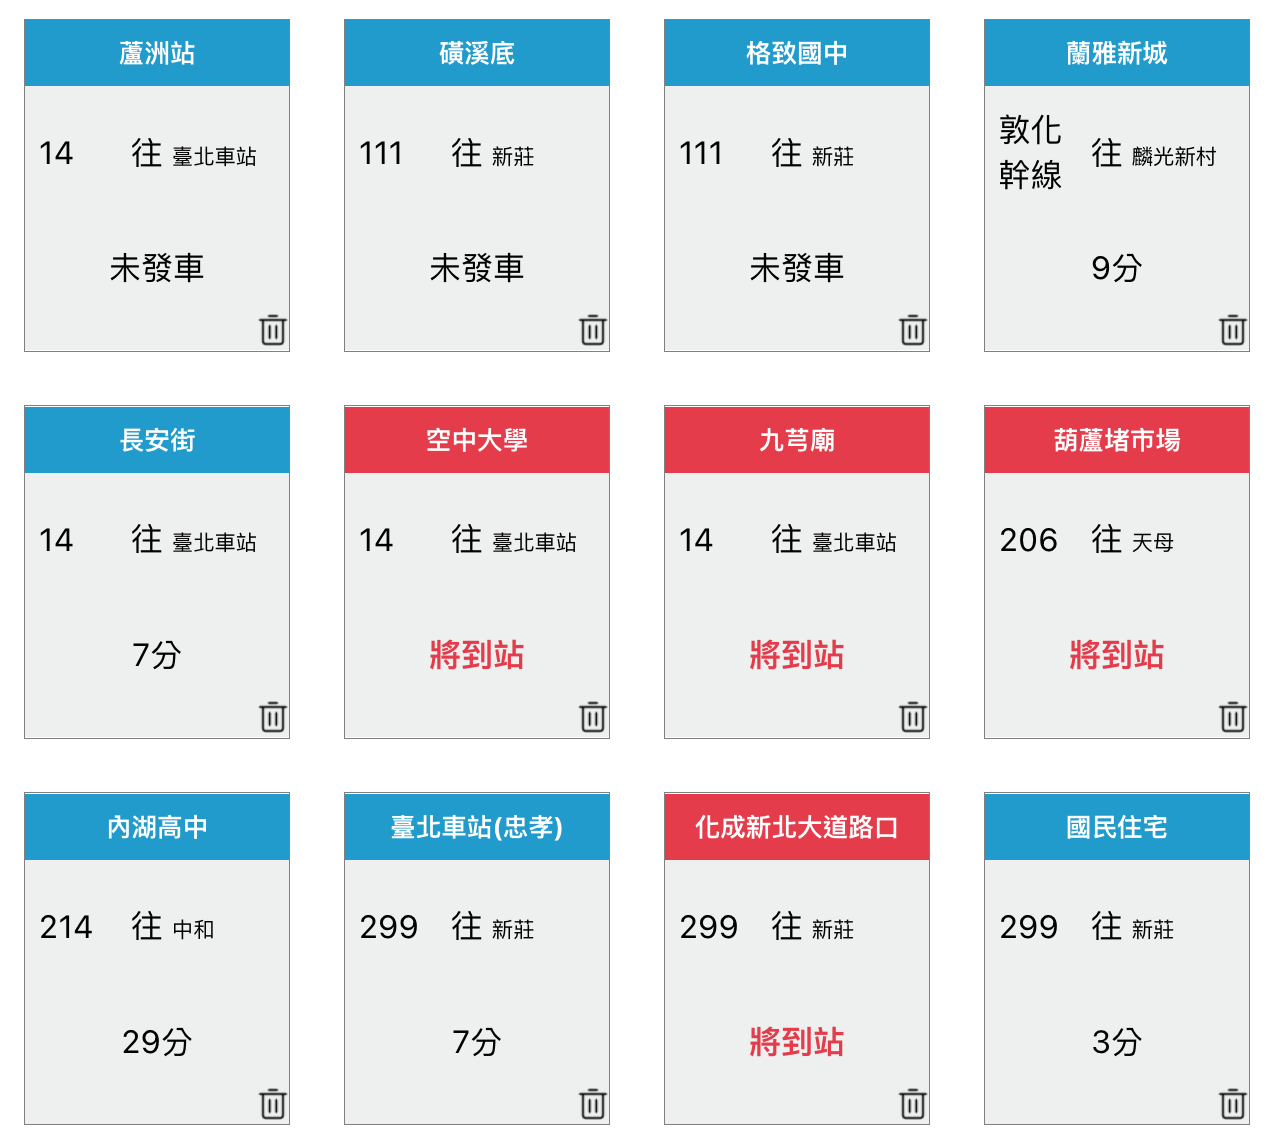 蘆洲站
14 往 臺北車站
未發車
磺溪底
111 往 新莊
未發車
格致國中
111 往 新莊
未發車
蘭雅新城
敦化
幹線 往 麟光新村
9分
長安街
14 往 臺北車站
7分
空中大學
14 往 臺北車站
將到站
九芎廟
14 往 臺北車站
將到站
葫蘆堵市場
206 往 天母
將到站
內湖高中
214 往 中和
29分
臺北車站(忠孝)
299 往 新莊
7分
化成新北大道路口
299 往 新莊
將到站
國民住宅
299 往 新莊
3分